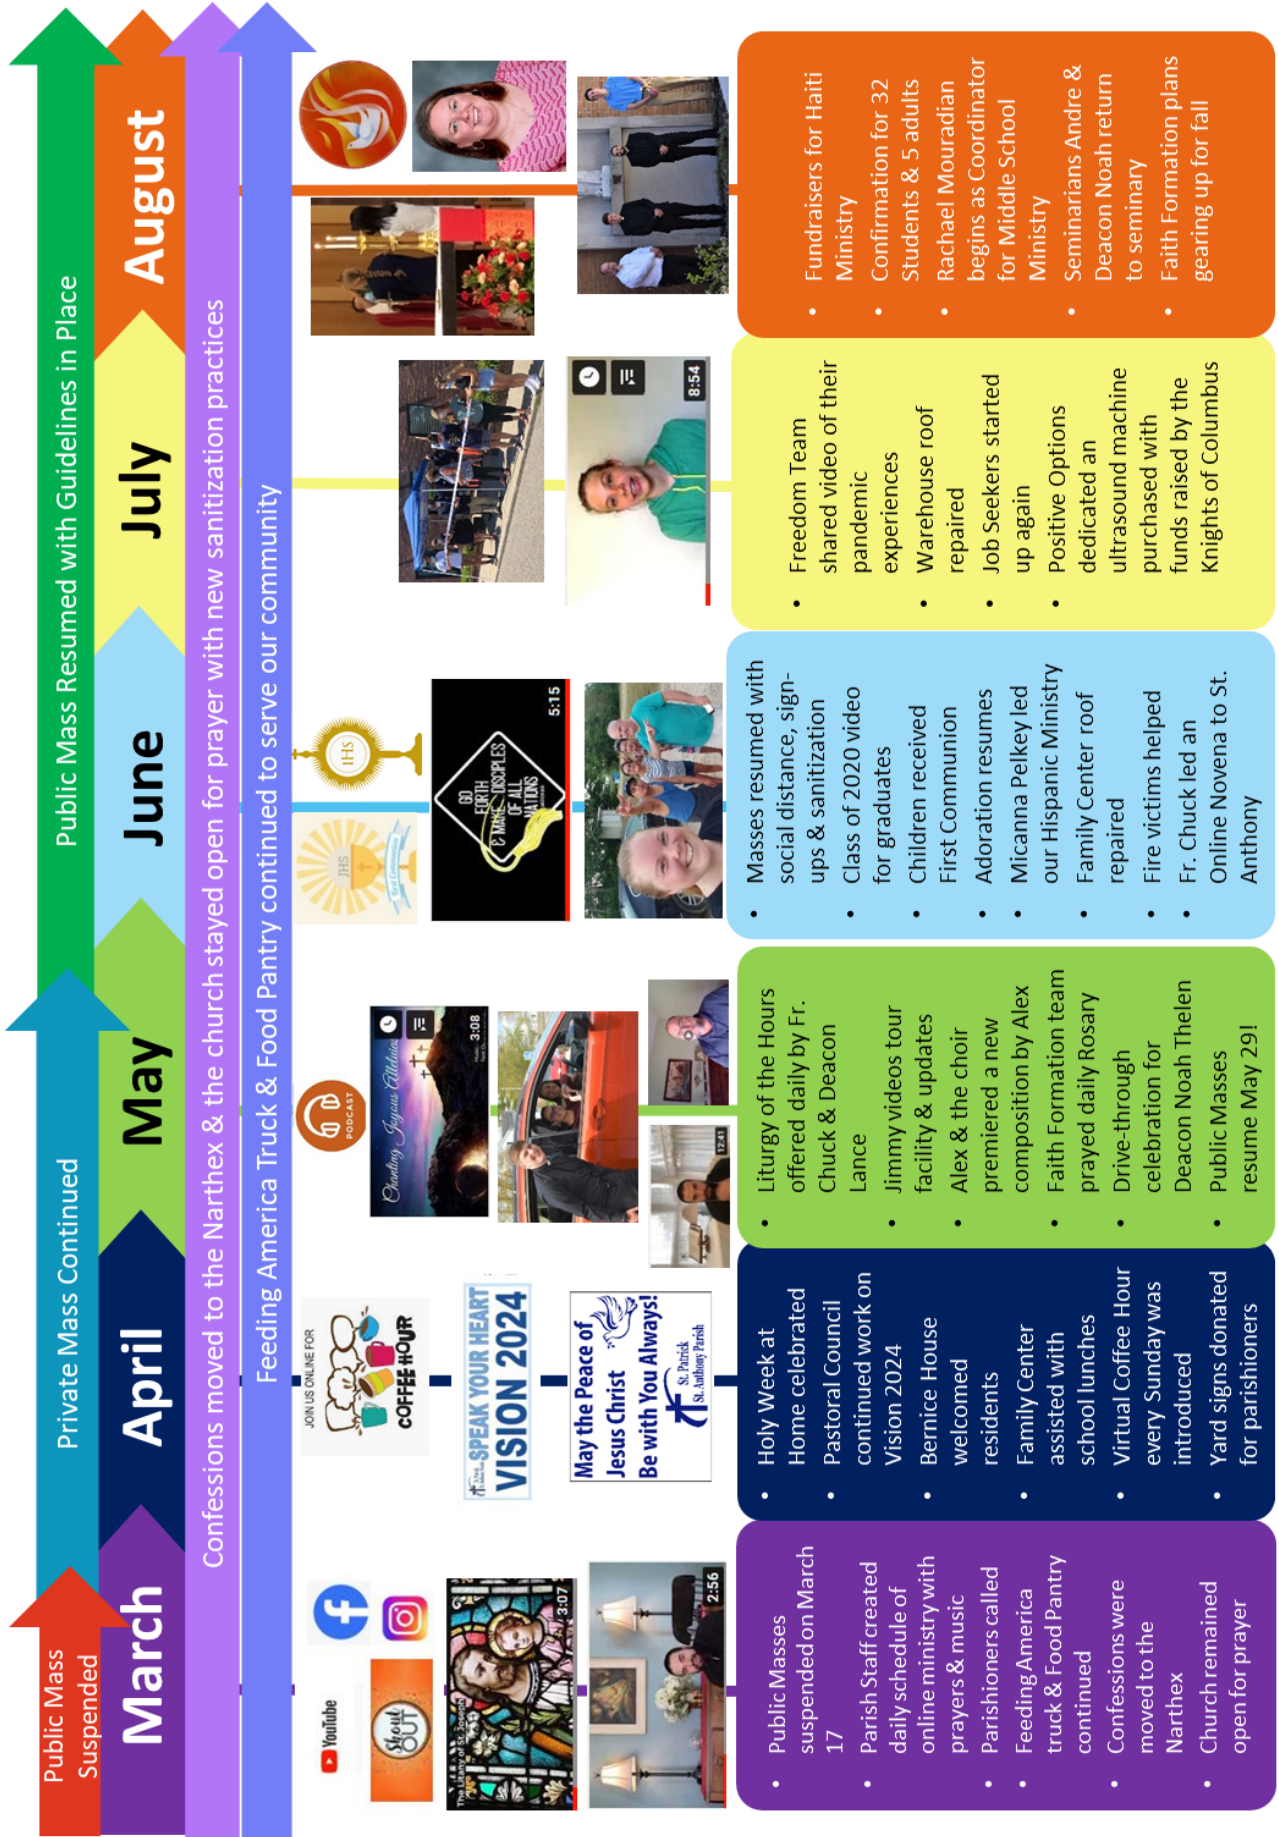 Public Mass
Suspended
Private Mass Continued
Public Mass Resumed with Guidelines in Place
March
April
May
June
July
August
Confessions moved to the Narthex & the church stayed open for prayer with new sanitization practices
Feeding America Truck & Food Pantry continued to serve our community
YouTube
Shout
OUT
The Litany of St. Joseph
3:07
2:56
• Public Masses
suspended on March
17
• Parish Staff created
daily schedule of
online ministry with
prayers & music
• Parishioners called
• Feeding America
truck & Food Pantry
continued
• Confessions were
moved to the
Narthex
• Church remained
open for prayer
JOIN US ONLINE FOR
COFFEE HOUR
SPEAK YOUR HEART
VISION 2024
May the Peace of
Jesus Christ
Be with You Always!
St. Patrick
St. Anthony Parish
• Holy Week at
Home celebrated
• Pastoral Council
continued work on
Vision 2024
• Bernice House
welcomed
residents
• Family Center
assisted with
school lunches
• Virtual Coffee Hour
every Sunday was
introduced
• Yard signs donated
for parishioners
PODCAST
Chanting Joyous Alleluias
3:08
12:41
• Liturgy of the Hours
offered daily by Fr.
Chuck & Deacon
Lance
• Jimmy videos tour
facility & updates
• Alex & the choir
premiered a new
composition by Alex
• Faith Formation team
prayed daily Rosary
• Drive-through
celebration for
Deacon Noah Thelen
• Public Masses
resume May 29!
JHS
First Communion
IHS
GO
FORTH
& MAKE DISCIPLES
OF ALL
NATIONS
5:15
• Masses resumed with
social distance, sign-
ups & sanitization
• Class of 2020 video
for graduates
• Children received
First Communion
• Adoration resumes
• Micanna Pelkey led
our Hispanic Ministry
• Family Center roof
repaired
• Fire victims helped
• Fr. Chuck led an
Online Novena to St.
Anthony
8:54
• Freedom Team
shared video of their
pandemic
experiences
• Warehouse roof
repaired
• Job Seekers started
up again
• Positive Options
dedicated an
ultrasound machine
purchased with
funds raised by the
Knights of Columbus
• Fundraisers for Haiti
Ministry
• Confirmation for 32
Students & 5 adults
• Rachael Mouradian
begins as Coordinator
for Middle School
Ministry
• Seminarians Andre &
Deacon Noah return
to seminary
• Faith Formation plans
gearing up for fall